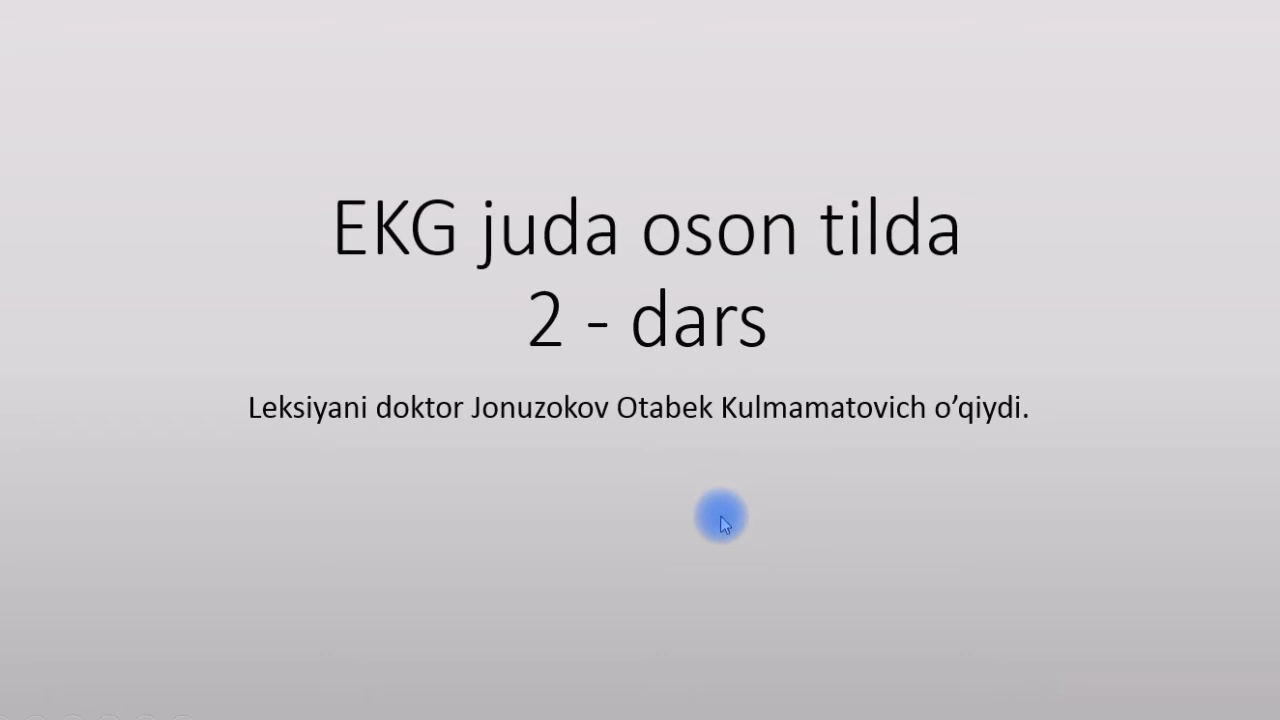 EKG juda oson tilda
2 - dars
Leksiyani doktor Jonuzokov Otabek Kulmamatovich o’qiydi.